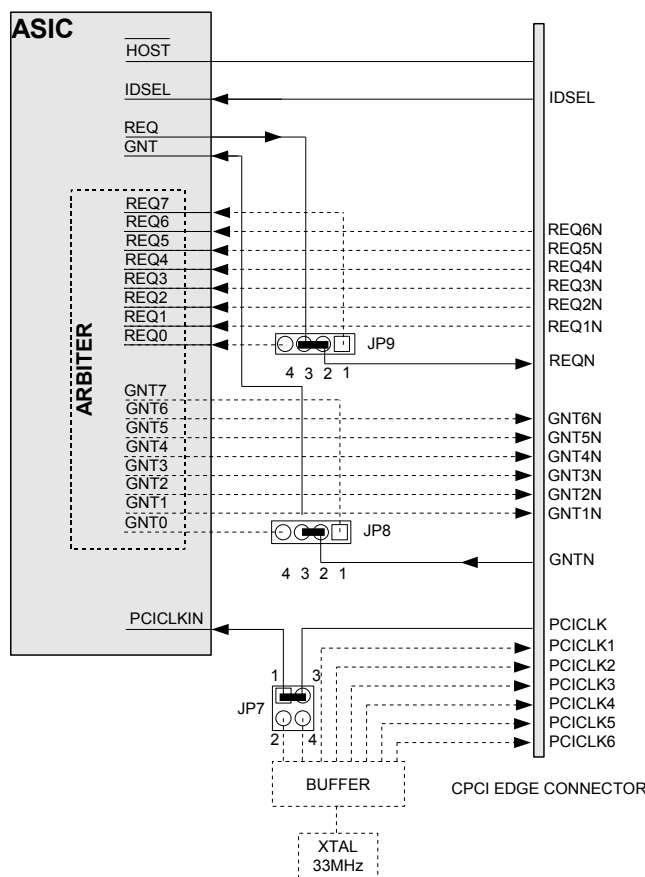 ASIC
HOST
IDSEL
IDSEL
REQ
GNT
ARBITER
REQ7
REQ6
REQ5
REQ4
REQ3
REQ2
REQ1
REQ0
REQ6N
REQ5N
REQ4N
REQ3N
REQ2N
REQ1N
JP9
4 3 2 1
REQN
GNT7
GNT6
GNT5
GNT4
GNT3
GNT2
GNT1
GNT0
GNT6N
GNT5N
GNT4N
GNT3N
GNT2N
GNT1N
JP8
4 3 2 1
GNTN
PCICLKIN
PCICLK
PCICLK1
PCICLK2
PCICLK3
PCICLK4
PCICLK5
PCICLK6
1 3
JP7
2 4
BUFFER
CPCI EDGE CONNECTOR
XTAL
33MHz